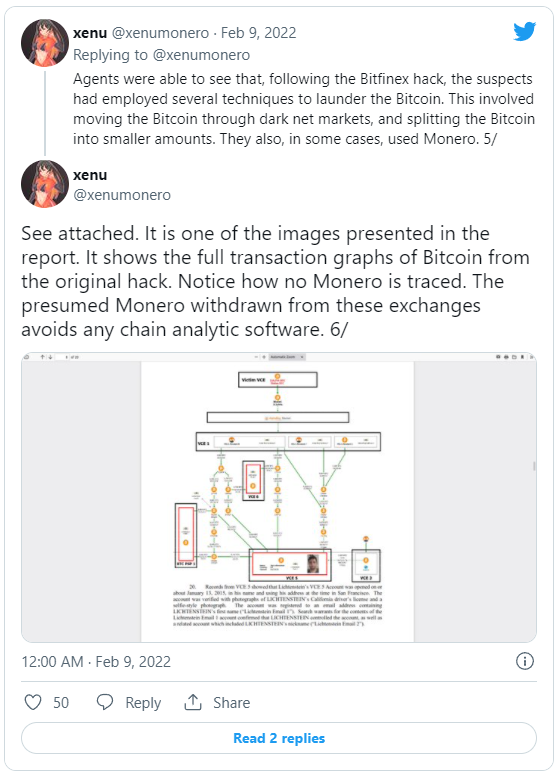 xenu @xenumonero · Feb 9, 2022
Replying to @xenumonero
Agents were able to see that, following the Bitfinex hack, the suspects
had employed several techniques to launder the Bitcoin. This involved
moving the Bitcoin through dark net markets, and splitting the Bitcoin
into smaller amounts. They also, in some cases, used Monero. 5/
xenu
@xenumonero
See attached. It is one of the images presented in the
report. It shows the full transaction graphs of Bitcoin from
the original hack. Notice how no Monero is traced. The
presumed Monero withdrawn from these exchanges
avoids any chain analytic software. 6/
Victim VCE
VCE 1
VCE 6
BTC PSP 1
VCE 5
20. Records from VCE 5 showed that Lichtenstein's VCE 5 Account was opened on or
about January 13, 2015, in his name and using his address at the time in San Francisco. The
account was verified with photographs of LICHTENSTEIN's California driver's license and a
selfie-style photograph. The account was registered to an email address containing
LICHTENSTEIN's first name ("Lichtenstein Email 1"). Search warrants for the contents of the
Lichtenstein Email 1 account confirmed that LICHTENSTEIN controlled the account, as well as
a related account which included LICHTENSTEIN's nickname ("Lichtenstein Email 2").
12:00 AM · Feb 9, 2022
50 Reply Share
Read 2 replies